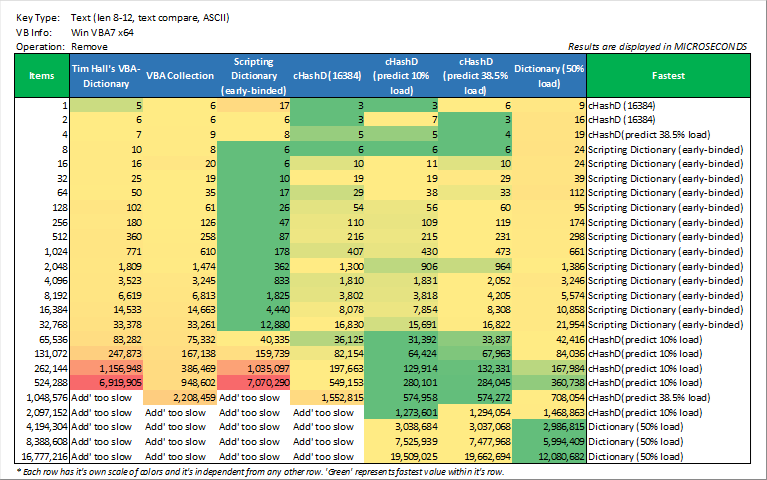 Key Type: Text (len 8-12, text compare, ASCII)
VB Info: Win VBA7 x64
Operation: Remove
Results are displayed in MICROSECONDS
Items Tim Hall's VBA-Dictionary VBA Collection Scripting Dictionary (early-binded) cHashD (16384) cHashD (predict 10% load) cHashD (predict 38.5% load) Dictionary (50% load) Fastest
1 5 6 17 3 3 6 9 cHashD (16384)
2 6 6 6 3 7 3 16 cHashD (16384)
4 7 9 8 5 5 4 19 cHashD(predict 38.5% load)
8 10 8 6 6 6 6 24 Scripting Dictionary (early-binded)
16 16 20 6 10 11 10 24 Scripting Dictionary (early-binded)
32 25 19 10 19 19 29 39 Scripting Dictionary (early-binded)
64 50 35 17 29 38 33 112 Scripting Dictionary (early-binded)
128 102 61 26 54 56 60 95 Scripting Dictionary (early-binded)
256 180 126 47 110 109 119 174 Scripting Dictionary (early-binded)
512 360 258 87 216 215 231 298 Scripting Dictionary (early-binded)
1,024 771 610 178 407 430 473 661 Scripting Dictionary (early-binded)
2,048 1,809 1,474 362 1,300 906 964 1,386 Scripting Dictionary (early-binded)
4,096 3,523 3,245 833 1,810 1,831 2,052 3,246 Scripting Dictionary (early-binded)
8,192 6,619 6,813 1,825 3,802 3,818 4,205 5,574 Scripting Dictionary (early-binded)
16,384 14,533 14,663 4,440 8,078 7,854 8,308 10,858 Scripting Dictionary (early-binded)
32,768 33,378 33,261 12,880 16,830 15,691 16,822 21,954 Scripting Dictionary (early-binded)
65,536 83,282 75,332 40,335 36,125 31,392 33,837 42,416 cHashD(predict 10% load)
131,072 247,873 167,138 159,739 82,154 64,424 67,963 84,036 cHashD(predict 10% load)
262,144 1,156,948 386,469 1,035,097 197,663 129,914 132,331 167,984 cHashD(predict 10% load)
524,288 6,919,905 948,602 7,070,290 549,153 280,101 284,045 360,738 cHashD(predict 10% load)
1,048,576 Add' too slow 2,208,459 Add' too slow 1,552,815 574,958 574,272 708,054 cHashD(predict 38.5% load)
2,097,152 Add' too slow Add' too slow Add' too slow Add' too slow 1,273,601 1,294,054 1,468,863 cHashD(predict 10% load)
4,194,304 Add' too slow Add' too slow Add' too slow Add' too slow 3,038,684 3,037,068 2,986,815 Dictionary (50% load)
8,388,608 Add' too slow Add' too slow Add' too slow Add' too slow 7,525,939 7,477,968 5,994,409 Dictionary (50% load)
16,777,216 Add' too slow Add' too slow Add' too slow Add' too slow 19,509,025 19,662,694 12,080,682 Dictionary (50% load)
* Each row has it's own scale of colors and it's independent from any other row. 'Green' represents fastest value within it's row.